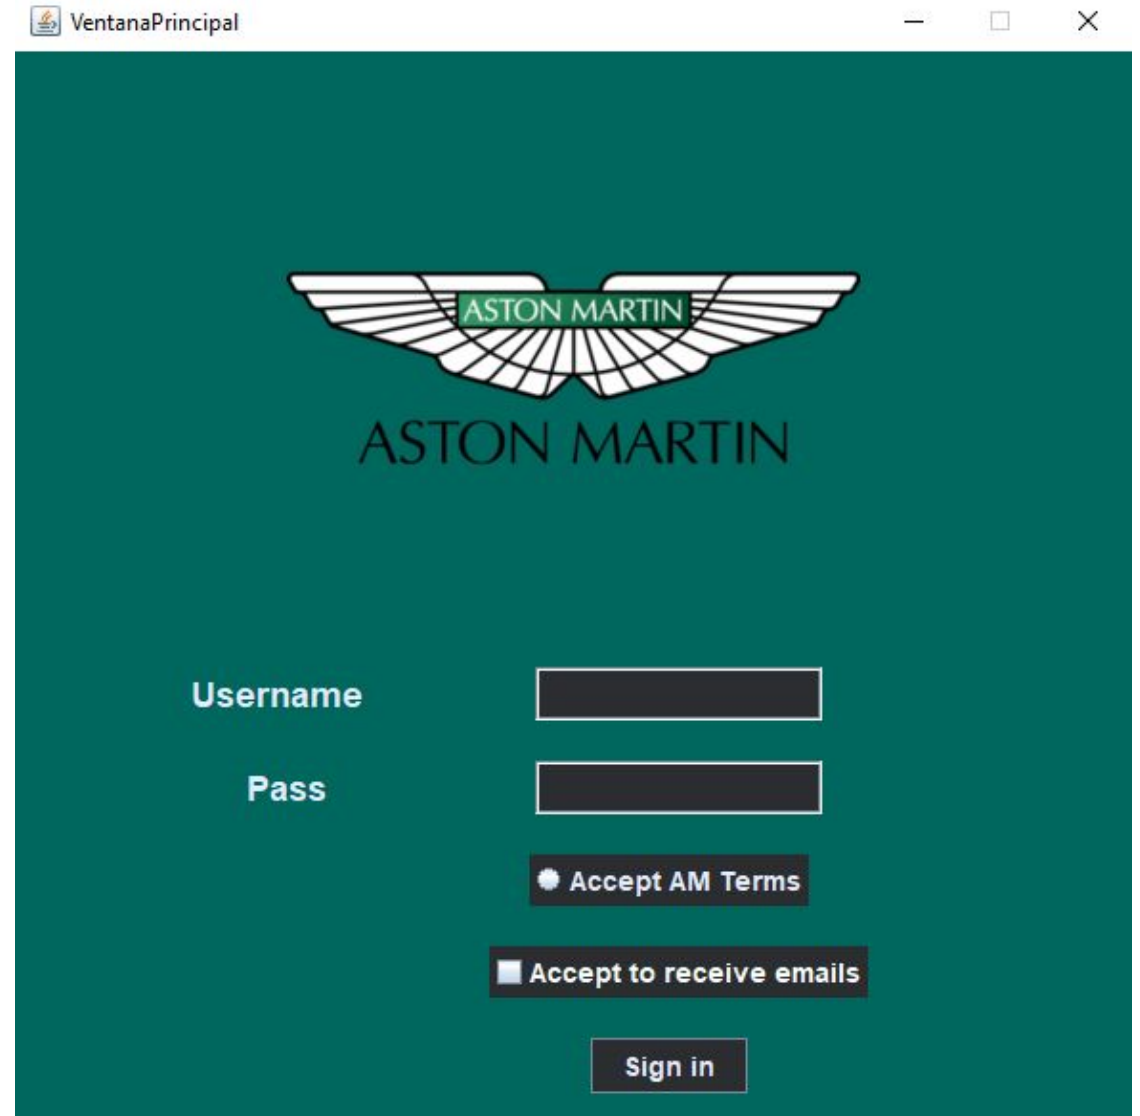 VentanaPrincipal
ASTON MARTIN
ASTON MARTIN
Username
Pass
Accept AM Terms
Accept to receive emails
Sign in